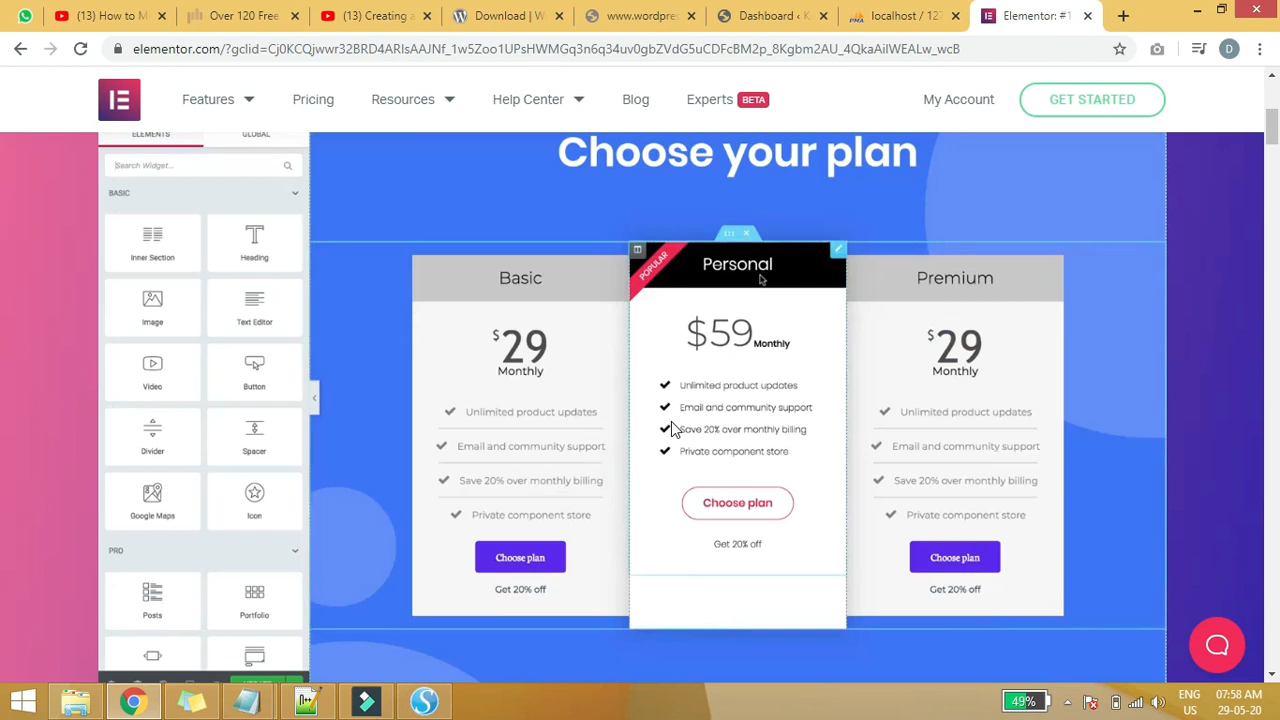 (13) How to M
Over 120 Free
(13) Creating a
Download | W
www.wordpres
Dashboard ‹ K
localhost / 127
Elementor: #1
elementor.com/?gclid=Cj0KCQjwwr32BRD4ARIsAAJNf_1w5Zoo1UPsHWMGq3n6q34uv0gbZVdG5uCDFcBM2p_8Kgbm2AU_4QkaAilWEALw_wcB
D
Features
Pricing
Resources
Help Center
Blog
Experts BETA
My Account
GET STARTED
ELEMENTS
GLOBAL
Search Widget...
BASIC
Inner Section
Heading
Image
Text Editor
Video
Button
Divider
Spacer
Google Maps
Icon
PRO
Posts
Portfolio
Choose your plan
Basic
$29
Monthly
Unlimited product updates
Email and community support
Save 20% over monthly billing
Private component store
Choose plan
Get 20% off
POPULAR
Personal
$59 Monthly
Unlimited product updates
Email and community support
Save 20% over monthly billing
Private component store
Choose plan
Get 20% off
Premium
$29
Monthly
Unlimited product updates
Email and community support
Save 20% over monthly billing
Private component store
Choose plan
Get 20% off
49%
ENG
US
07:58 AM
29-05-20